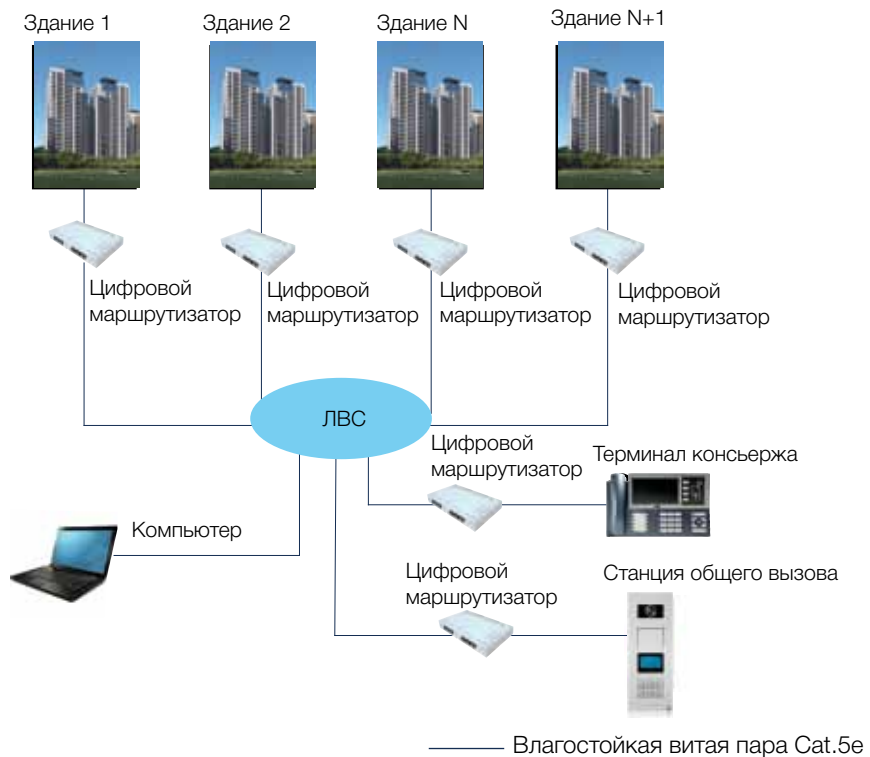 Здание 1
Здание 2
Здание N
Здание N+1
Цифровой
маршрутизатор
Цифровой
маршрутизатор
Цифровой
маршрутизатор
Цифровой
маршрутизатор
ЛВС
Цифровой
маршрутизатор
Терминал консьержа
Компьютер
Цифровой
маршрутизатор
Станция общего вызова
Влагостойкая витая пара Cat.5e